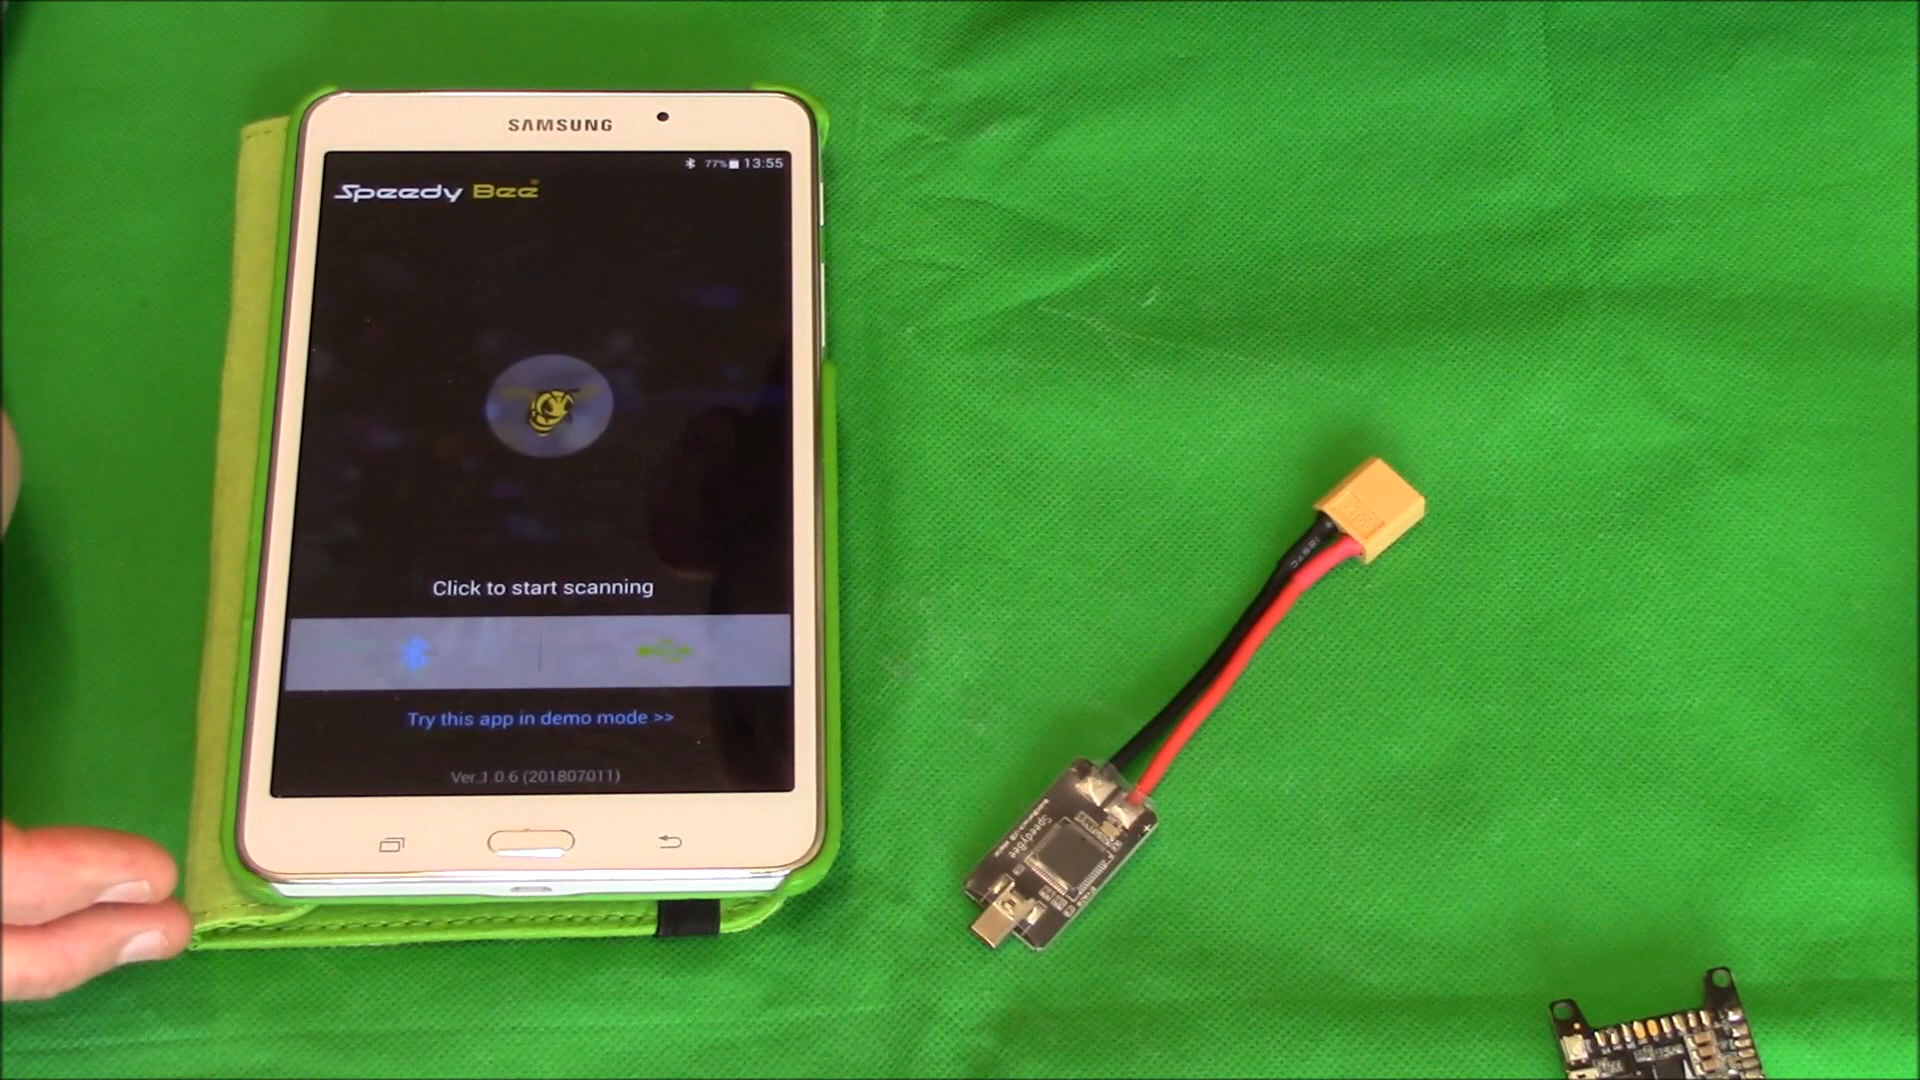 SAMSUNG
77% 13:55
Speedy Bee
Click to start scanning
Try this app in demo mode >>
Ver.1.0.6 (201807011)
SpeedyBee